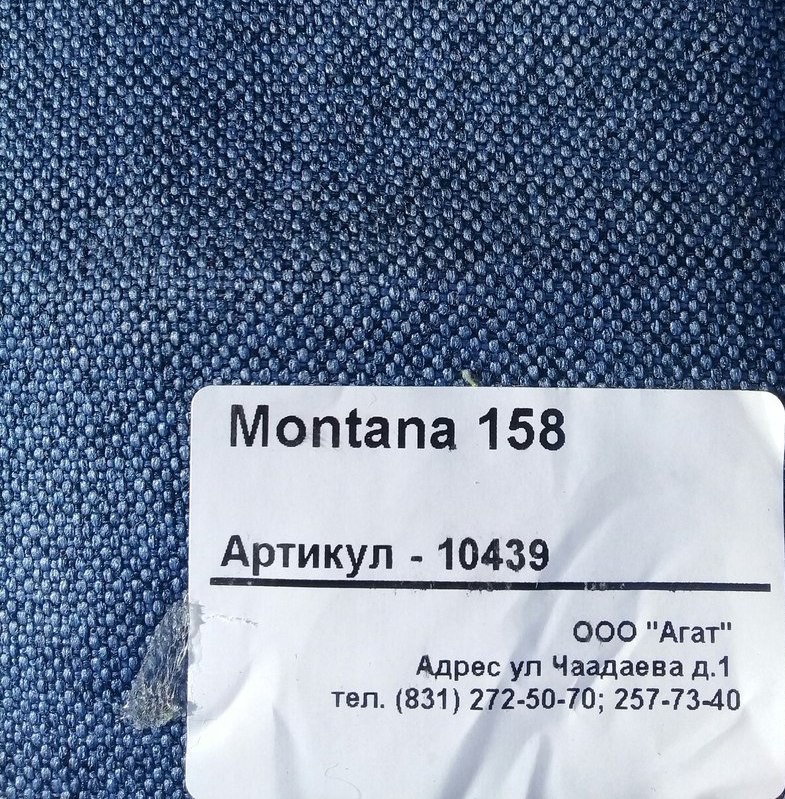 Montana 158
Артикул - 10439
ООО "Агат"
Адрес ул Чаадаева д.1
тел. (831) 272-50-70; 257-73-40